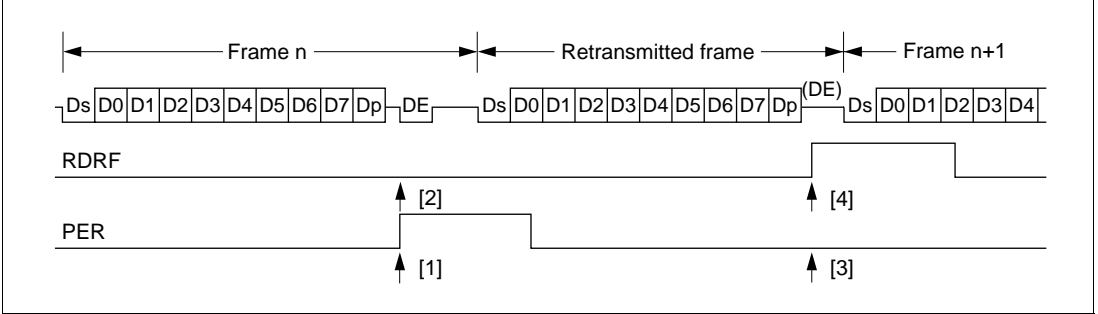 Frame n Retransmitted frame Frame n+1
Ds D0 D1 D2 D3 D4 D5 D6 D7 Dp DE Ds D0 D1 D2 D3 D4 D5 D6 D7 Dp (DE) Ds D0 D1 D2 D3 D4
RDRF
[2] [4]
PER
[1] [3]